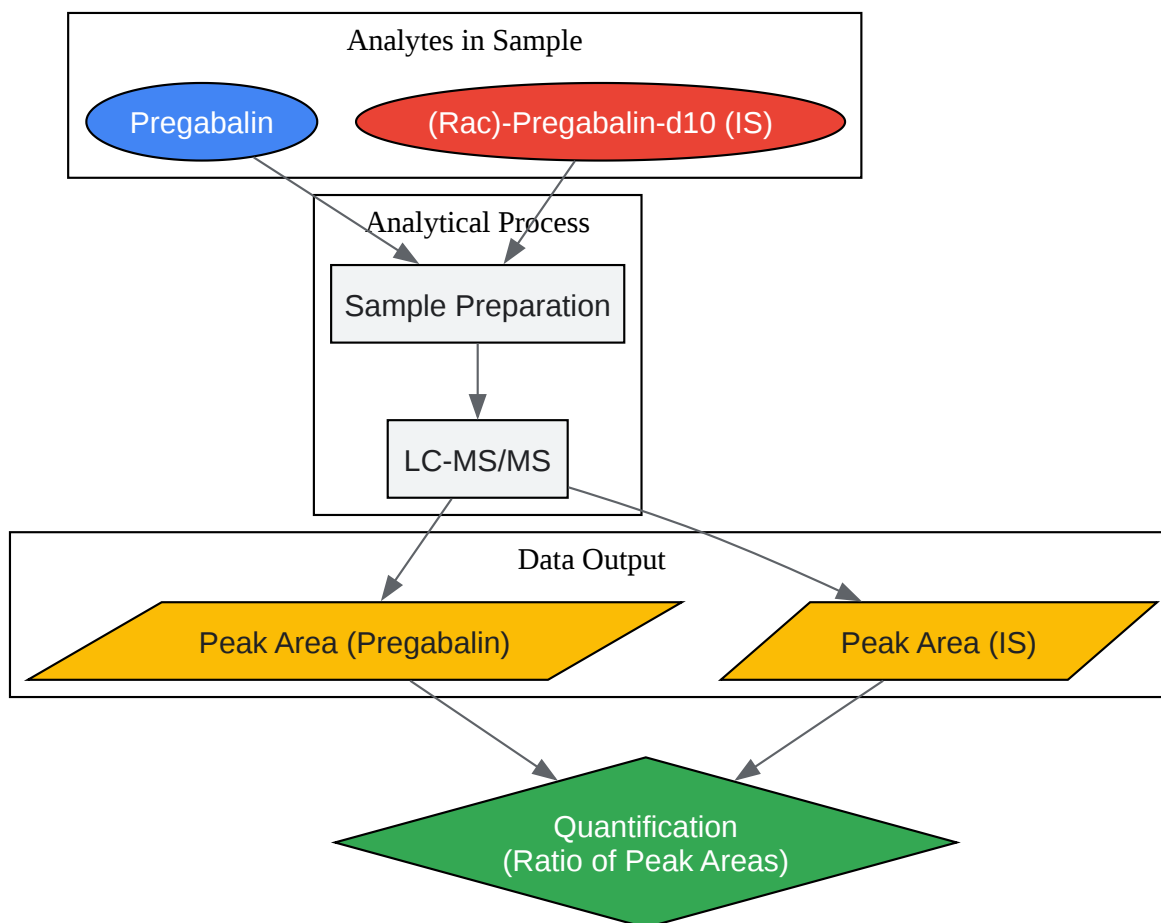 Analytes in Sample
Pregabalin
(Rac)-Pregabalin-d10 (IS)
Analytical Process
Sample Preparation
LC-MS/MS
Data Output
Peak Area (Pregabalin)
Peak Area (IS)
Quantification
(Ratio of Peak Areas)